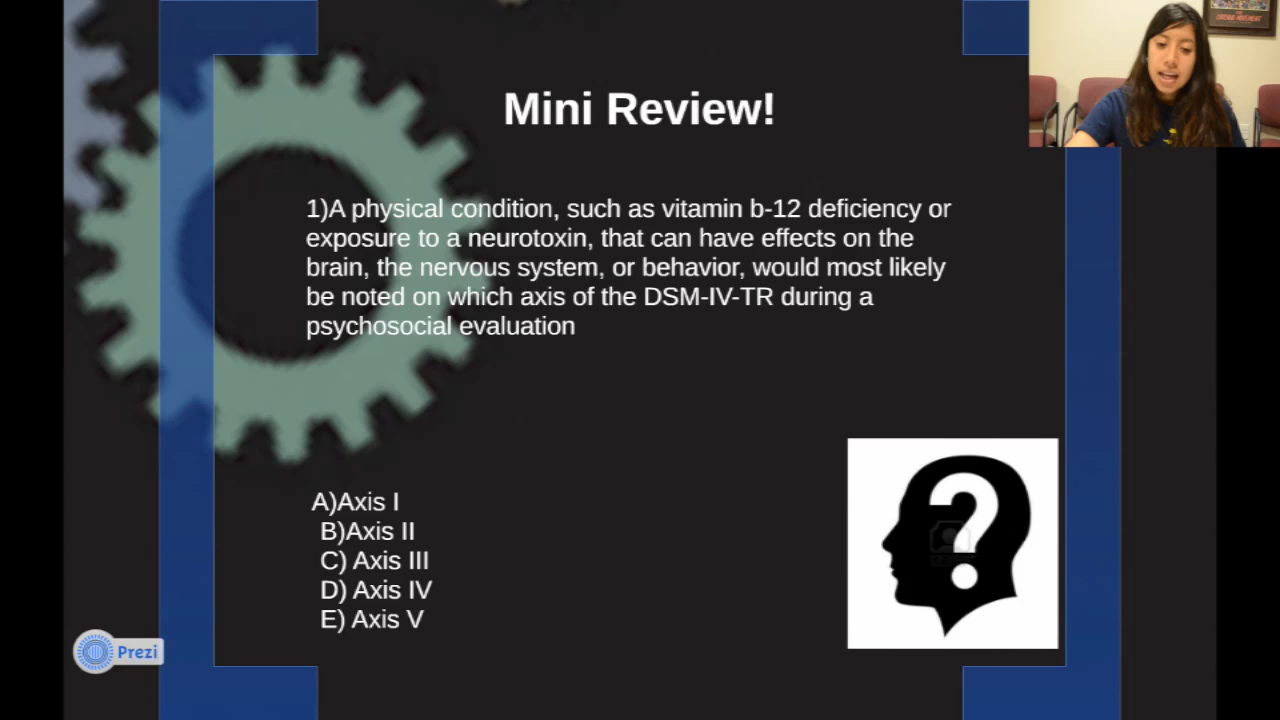 Mini Review!
1)A physical condition, such as vitamin b-12 deficiency or
exposure to a neurotoxin, that can have effects on the
brain, the nervous system, or behavior, would most likely
be noted on which axis of the DSM-IV-TR during a
psychosocial evaluation
A)Axis I
B)Axis II
C) Axis III
D) Axis IV
E) Axis V
Prezi